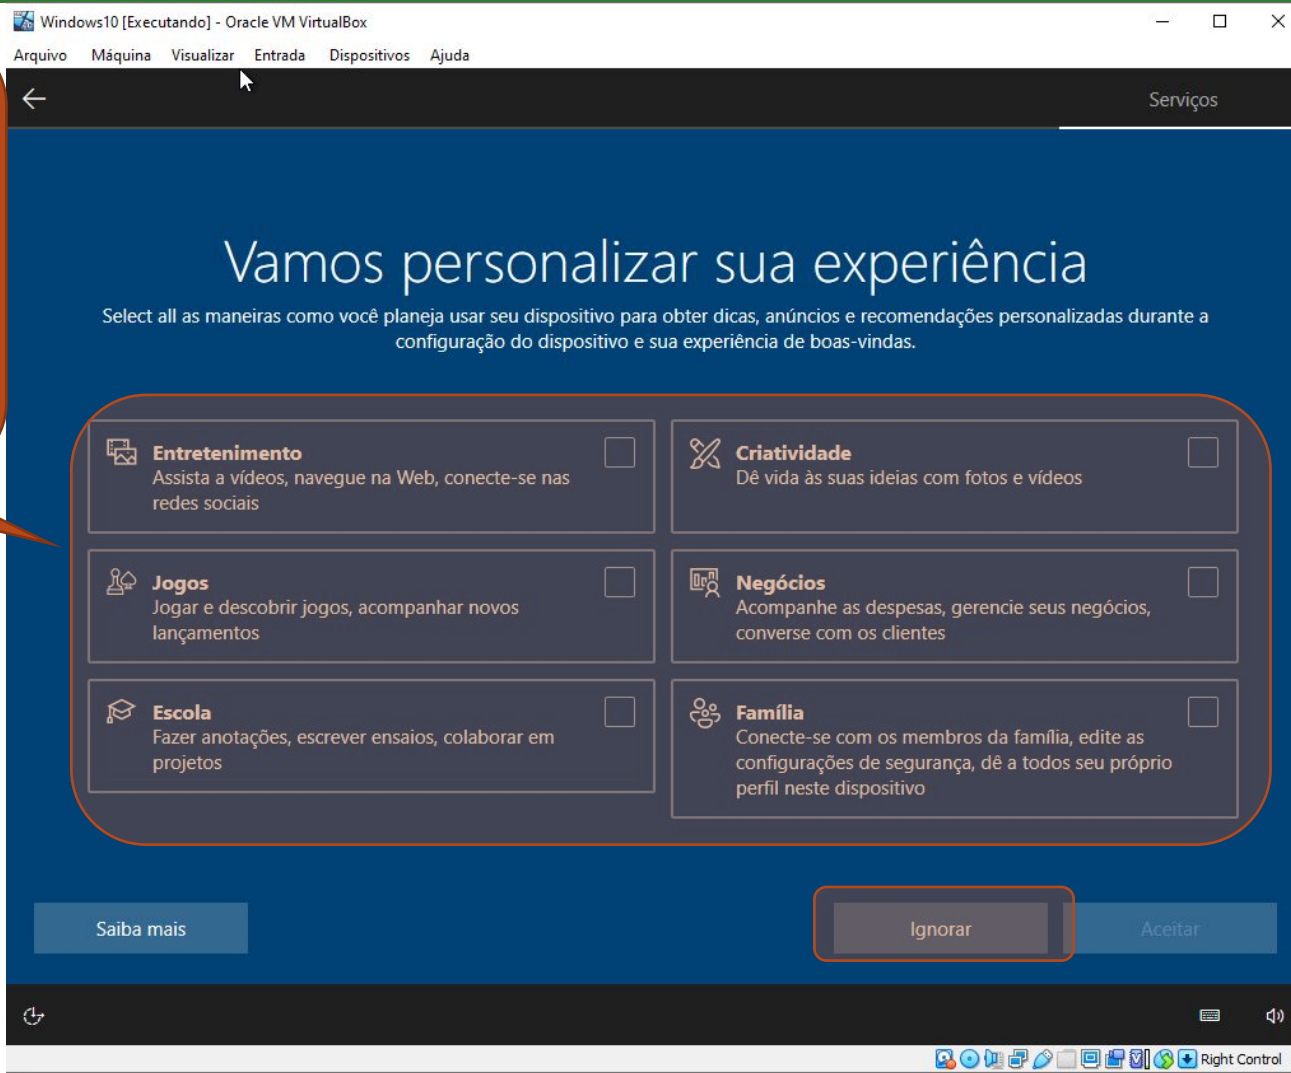 Windows10 [Executando] - Oracle VM VirtualBox
Arquivo Máquina Visualizar Entrada Dispositivos Ajuda
Serviços
Vamos personalizar sua experiência
Select all as maneiras como você planeja usar seu dispositivo para obter dicas, anúncios e recomendações personalizadas durante a
configuração do dispositivo e sua experiência de boas-vindas.
Entretenimento
Assista a vídeos, navegue na Web, conecte-se nas
redes sociais
Criatividade
Dê vida às suas ideias com fotos e vídeos
Jogos
Jogar e descobrir jogos, acompanhar novos
lançamentos
Negócios
Acompanhe as despesas, gerencie seus negócios,
converse com os clientes
Escola
Fazer anotações, escrever ensaios, colaborar em
projetos
Família
Conecte-se com os membros da família, edite as
configurações de segurança, dê a todos seu próprio
perfil neste dispositivo
Saiba mais
Ignorar
Aceitar
Right Control